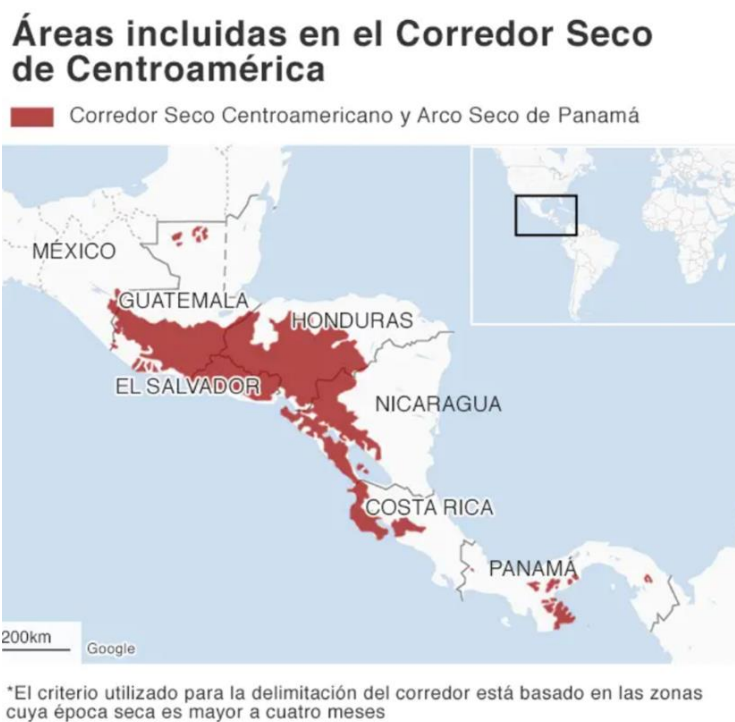 Áreas incluidas en el Corredor Seco
de Centroamérica
Corredor Seco Centroamericano y Arco Seco de Panamá
MÉXICO
GUATEMALA
HONDURAS
EL SALVADOR
NICARAGUA
COSTA RICA
PANAMÁ
200km
Google
*El criterio utilizado para la delimitación del corredor está basado en las zonas
cuya época seca es mayor a cuatro meses